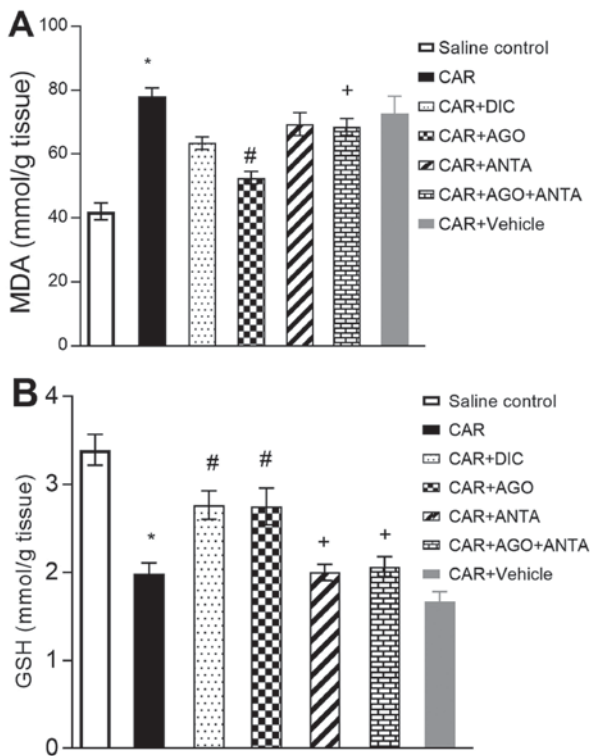 A
MDA (mmol/g tissue)
100
80
60
40
20
0
*
#
+
Saline control
CAR
CAR+DIC
CAR+AGO
CAR+ANTA
CAR+AGO+ANTA
CAR+Vehicle
B
GSH (mmol/g tissue)
4
3
2
1
0
*
#
#
+
+
Saline control
CAR
CAR+DIC
CAR+AGO
CAR+ANTA
CAR+AGO+ANTA
CAR+Vehicle